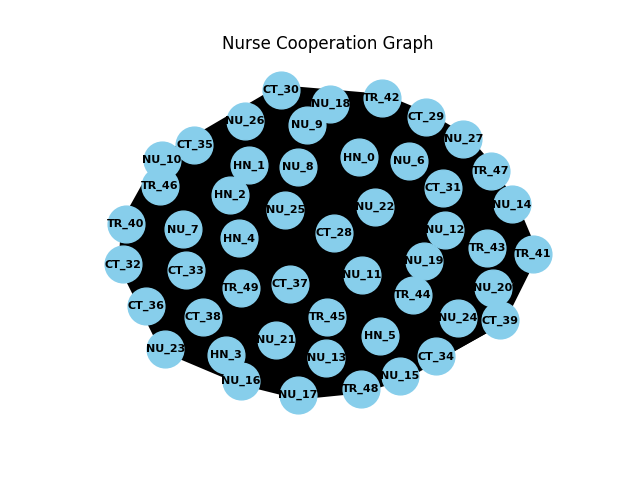 Nurse Cooperation Graph
CT_30
NU_18
TR_42
CT_29
NU_26
NU_9
NU_27
CT_35
HN_0
NU_10
HN_1
NU_8
NU_6
TR_47
TR_46
HN_2
CT_31
NU_14
NU_25
NU_22
TR_40
NU_7
HN_4
CT_28
NU_12
TR_43
TR_41
CT_32
CT_33
NU_19
NU_11
TR_49
CT_37
NU_20
TR_44
CT_36
CT_38
TR_45
NU_24
CT_39
NU_21
HN_5
NU_23
HN_3
NU_13
CT_34
NU_16
NU_15
NU_17
TR_48